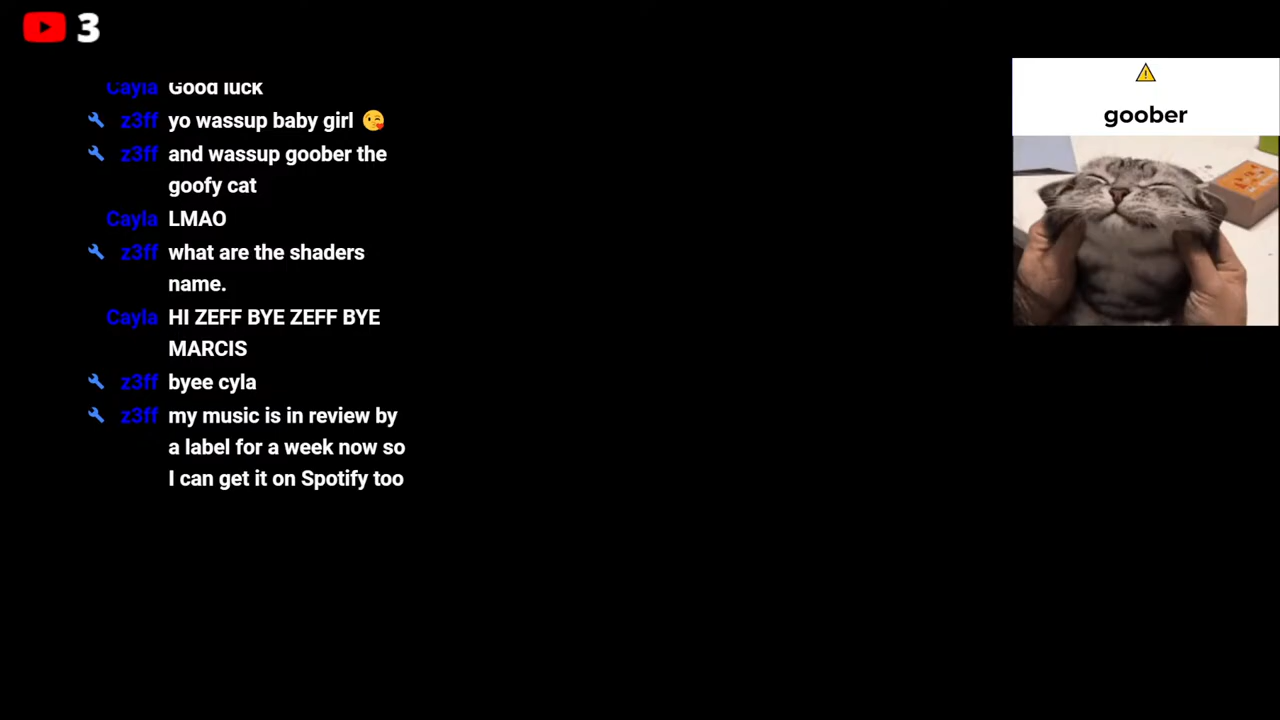 3
Cayla Good luck
z3ff yo wassup baby girl 😘
z3ff and wassup goober the
goofy cat
Cayla LMAO
z3ff what are the shaders
name.
Cayla HI ZEFF BYE ZEFF BYE
MARCIS
z3ff byee cyla
z3ff my music is in review by
a label for a week now so
I can get it on Spotify too
goober